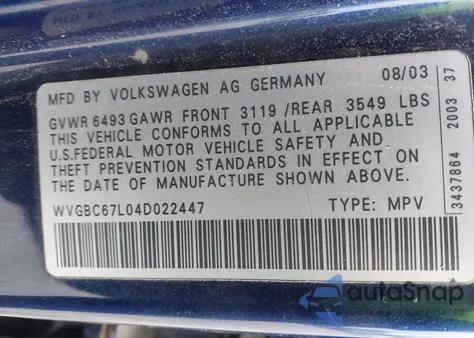 MFD BY VOLKSWAGEN AG GERMANY 08/03
GVWR 6493 GAWR FRONT 3119 /REAR 3549 LBS
THIS VEHICLE CONFORMS TO ALL APPLICABLE
U.S.FEDERAL MOTOR VEHICLE SAFETY AND
THEFT PREVENTION STANDARDS IN EFFECT ON
THE DATE OF MANUFACTURE SHOWN ABOVE.
WVGBC67L04D022447 TYPE: MPV
3437864 2003 37
autoSnap